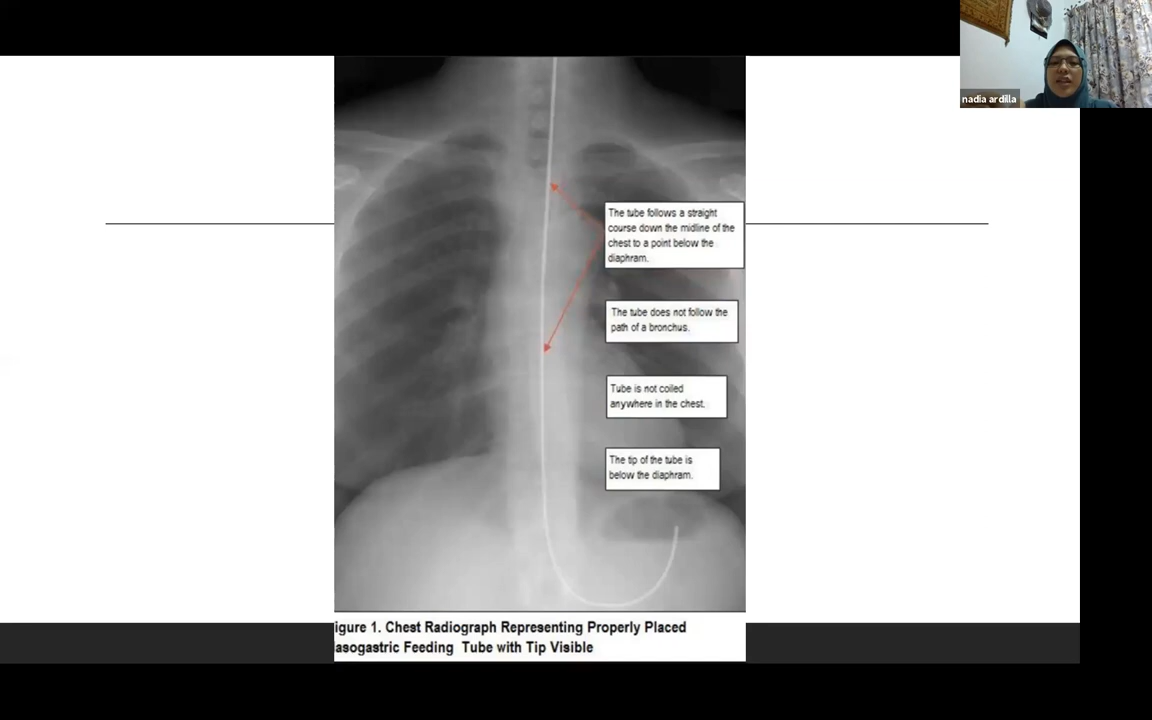 nadia ardilla
The tube follows a straight
course down the midline of the
chest to a point below the
diaphram.
The tube does not follow the
path of a bronchus.
Tube is not coiled
anywhere in the chest.
The tip of the tube is
below the diaphram.
igure 1. Chest Radiograph Representing Properly Placed
asogastric Feeding Tube with Tip Visible